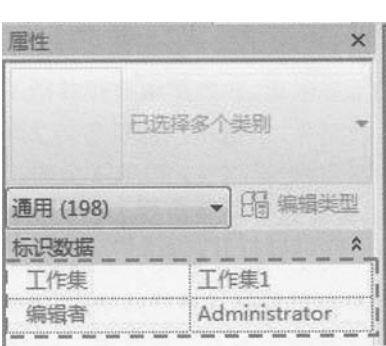 属性
已选择多个类别
通用 (198)
编辑类型
标识数据
工作集 工作集1
编辑者 Administrator